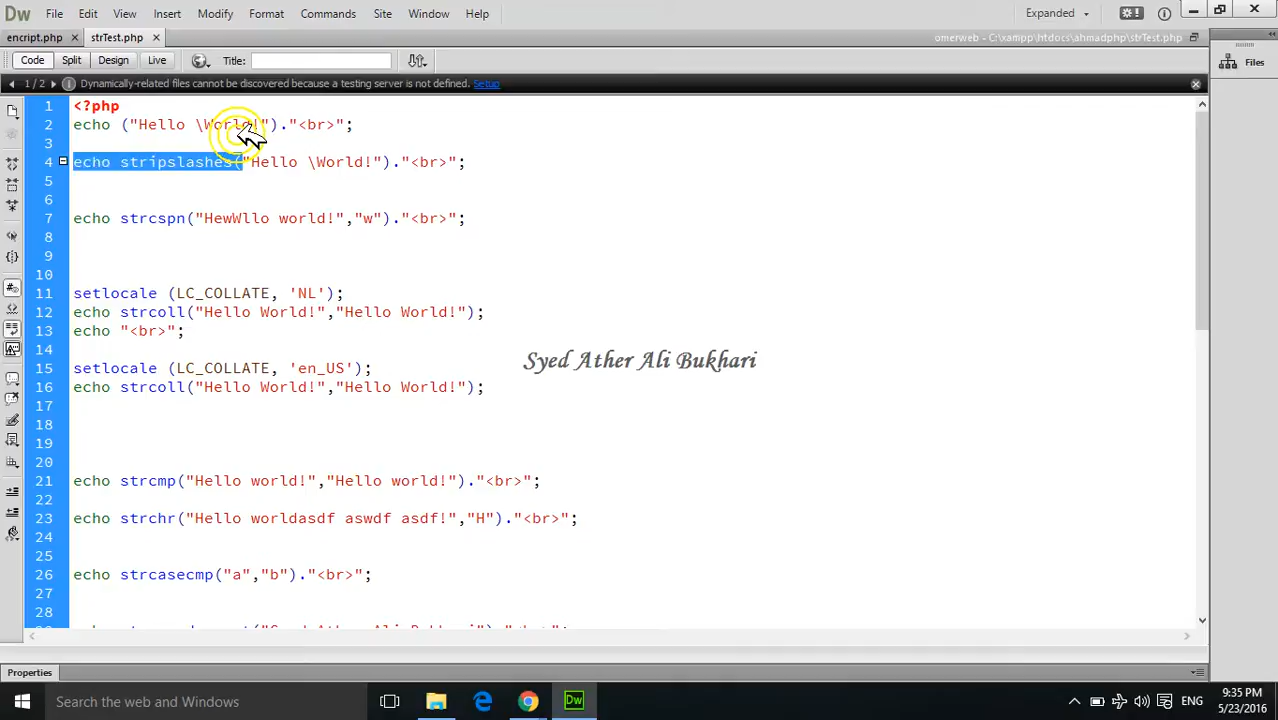 Dw File Edit View Insert Modify Format Commands Site Window Help Expanded
encript.php strTest.php omerweb - C:\xampp\htdocs\ahmadphp\strTest.php
Code Split Design Live Title: Files
1 / 2 Dynamically-related files cannot be discovered because a testing server is not defined. Setup
1 <?php
2 echo ("Hello \World!")."<br>";
3
4 echo stripslashes("Hello \World!")."<br>";
5
6
7 echo strcspn("HewWllo world!","w")."<br>";
8
9
10
11 setlocale (LC_COLLATE, 'NL');
12 echo strcoll("Hello World!","Hello World!");
13 echo "<br>";
14
Syed Ather Ali Bukhari
15 setlocale (LC_COLLATE, 'en_US');
16 echo strcoll("Hello World!","Hello World!");
17
18
19
20
21 echo strcmp("Hello world!","Hello world!")."<br>";
22
23 echo strchr("Hello worldasdf aswdf asdf!","H")."<br>";
24
25
26 echo strcasecmp("a","b")."<br>";
27
28
Properties
Search the web and Windows Dw ENG 9:35 PM
5/23/2016